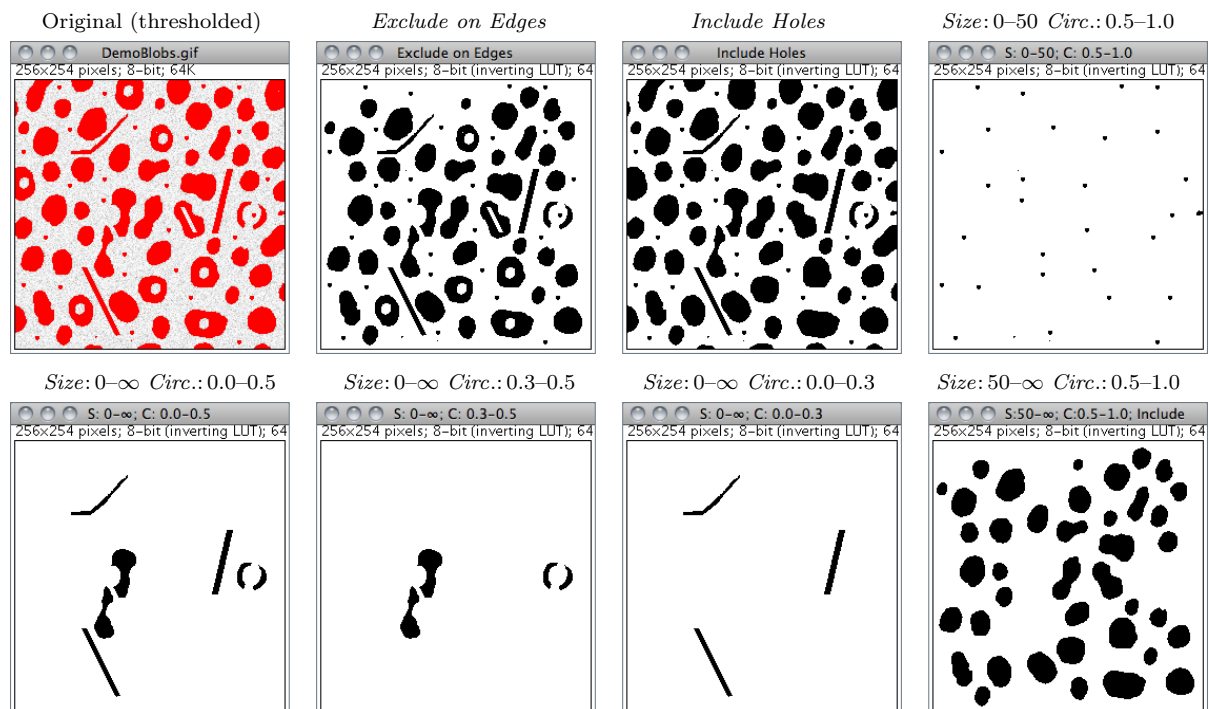 Original (thresholded)
Exclude on Edges
Include Holes
Size: 0–50 Circ.: 0.5–1.0
DemoBlobs.gif
256x254 pixels; 8-bit; 64K
Exclude on Edges
256x254 pixels; 8-bit (inverting LUT); 64
Include Holes
256x254 pixels; 8-bit (inverting LUT); 64
S: 0-50; C: 0.5-1.0
256x254 pixels; 8-bit (inverting LUT); 64
Size: 0–∞ Circ.: 0.0–0.5
Size: 0–∞ Circ.: 0.3–0.5
Size: 0–∞ Circ.: 0.0–0.3
Size: 50–∞ Circ.: 0.5–1.0
S: 0-∞; C: 0.0-0.5
256x254 pixels; 8-bit (inverting LUT); 64
S: 0-∞; C: 0.3-0.5
256x254 pixels; 8-bit (inverting LUT); 64
S: 0-∞; C: 0.0-0.3
256x254 pixels; 8-bit (inverting LUT); 64
S:50-∞; C:0.5-1.0; Include
256x254 pixels; 8-bit (inverting LUT); 64